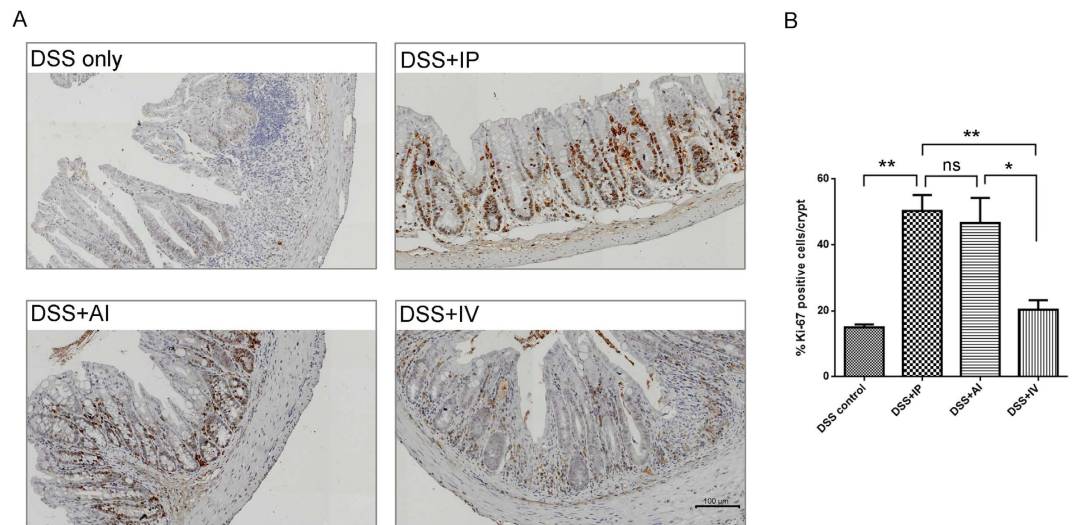 A
DSS only
DSS+IP
DSS+AI
DSS+IV
100 µm
B
**
** ns *
% Ki-67 positive cells/crypt
60
40
20
0
DSS control
DSS+IP
DSS+AI
DSS+IV